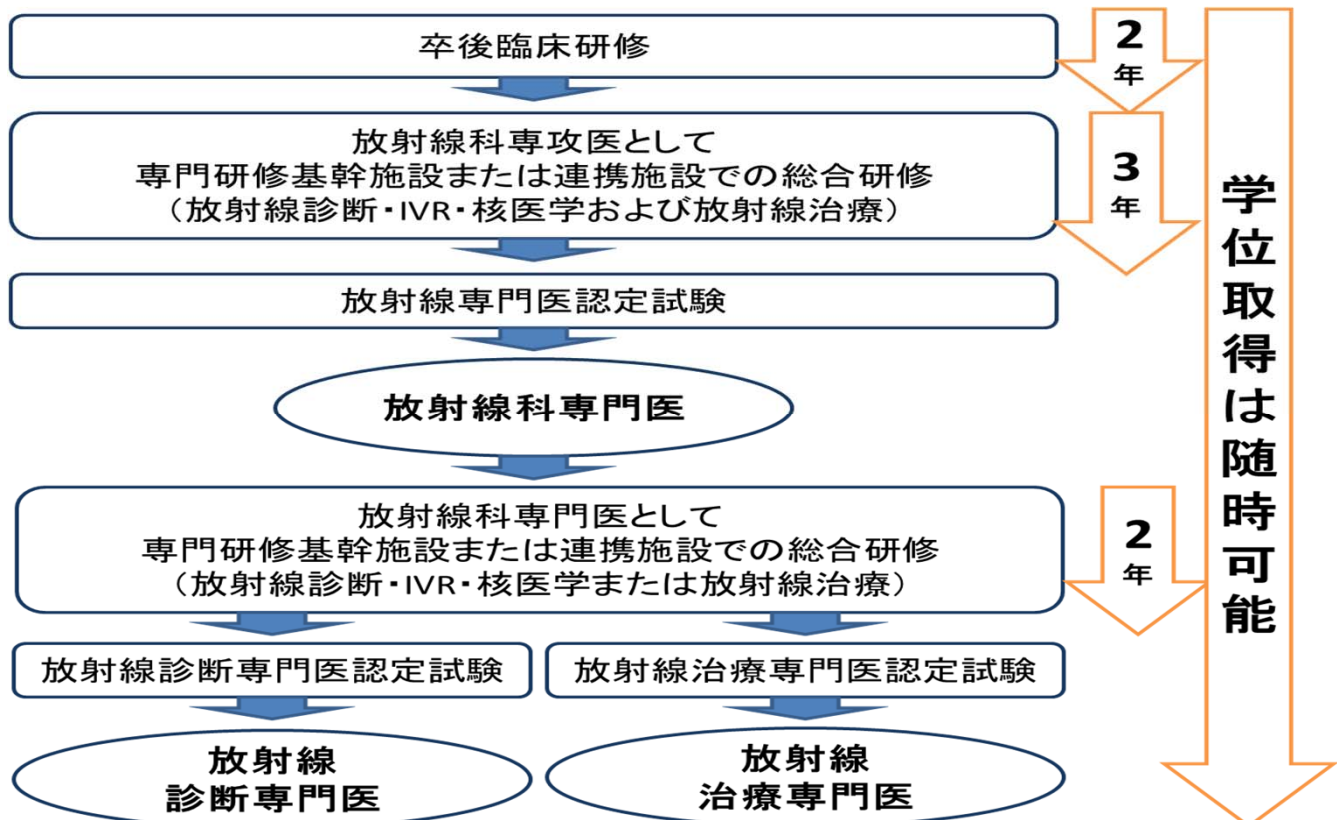 卒後臨床研修
2
年
放射線科専攻医として
専門研修基幹施設または連携施設での総合研修
（放射線診断・IVR・核医学および放射線治療）
3
年
放射線専門医認定試験
放射線科専門医
放射線科専門医として
専門研修基幹施設または連携施設での総合研修
（放射線診断・IVR・核医学または放射線治療）
2
年
放射線診断専門医認定試験
放射線治療専門医認定試験
放射線
診断専門医
放射線
治療専門医
学位取得は随時可能